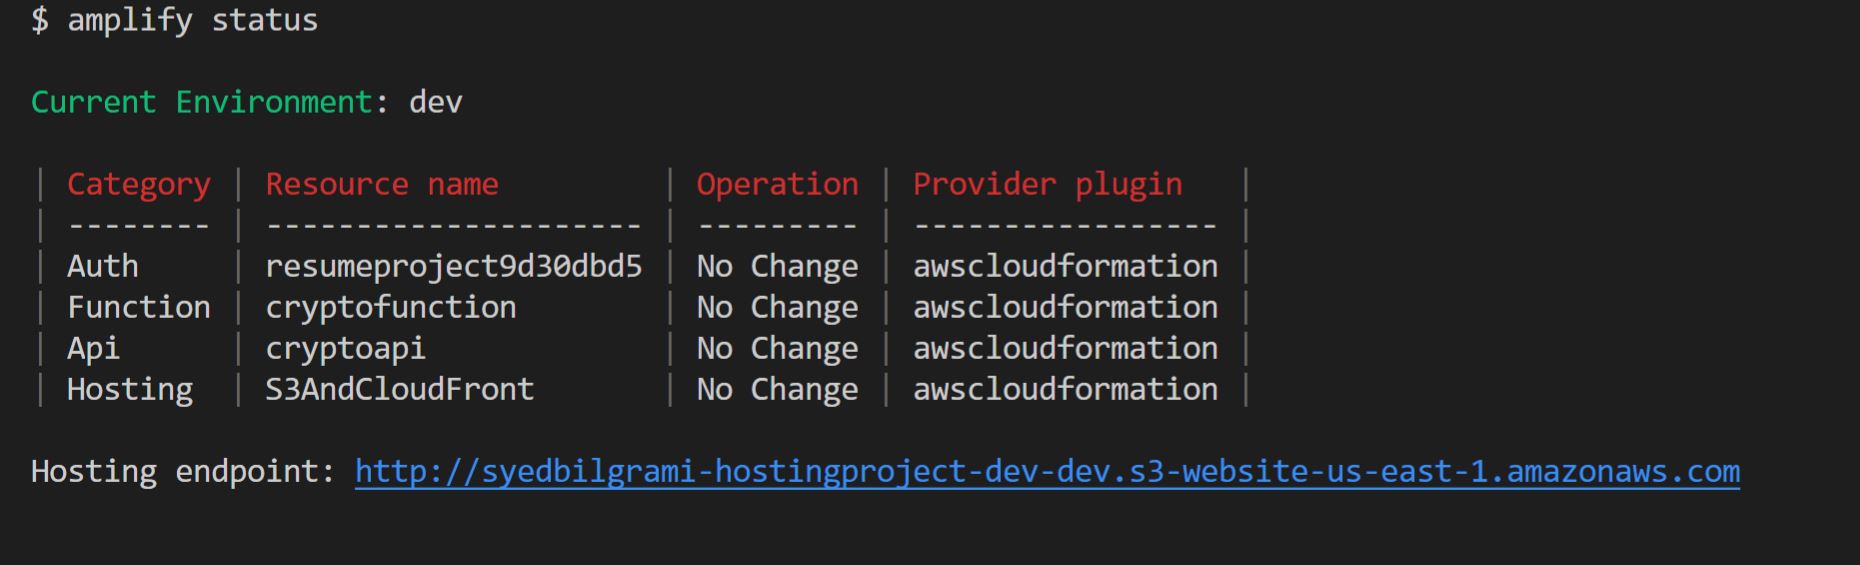 $ amplify status
Current Environment: dev
| Category | Resource name         | Operation | Provider plugin   |
| -------- | --------------------- | --------- | ----------------- |
| Auth     | resumeproject9d30dbd5 | No Change | awscloudformation |
| Function | cryptofunction        | No Change | awscloudformation |
| Api      | cryptoapi             | No Change | awscloudformation |
| Hosting  | S3AndCloudFront       | No Change | awscloudformation |
Hosting endpoint: http://syedbilgrami-hostingproject-dev-dev.s3-website-us-east-1.amazonaws.com